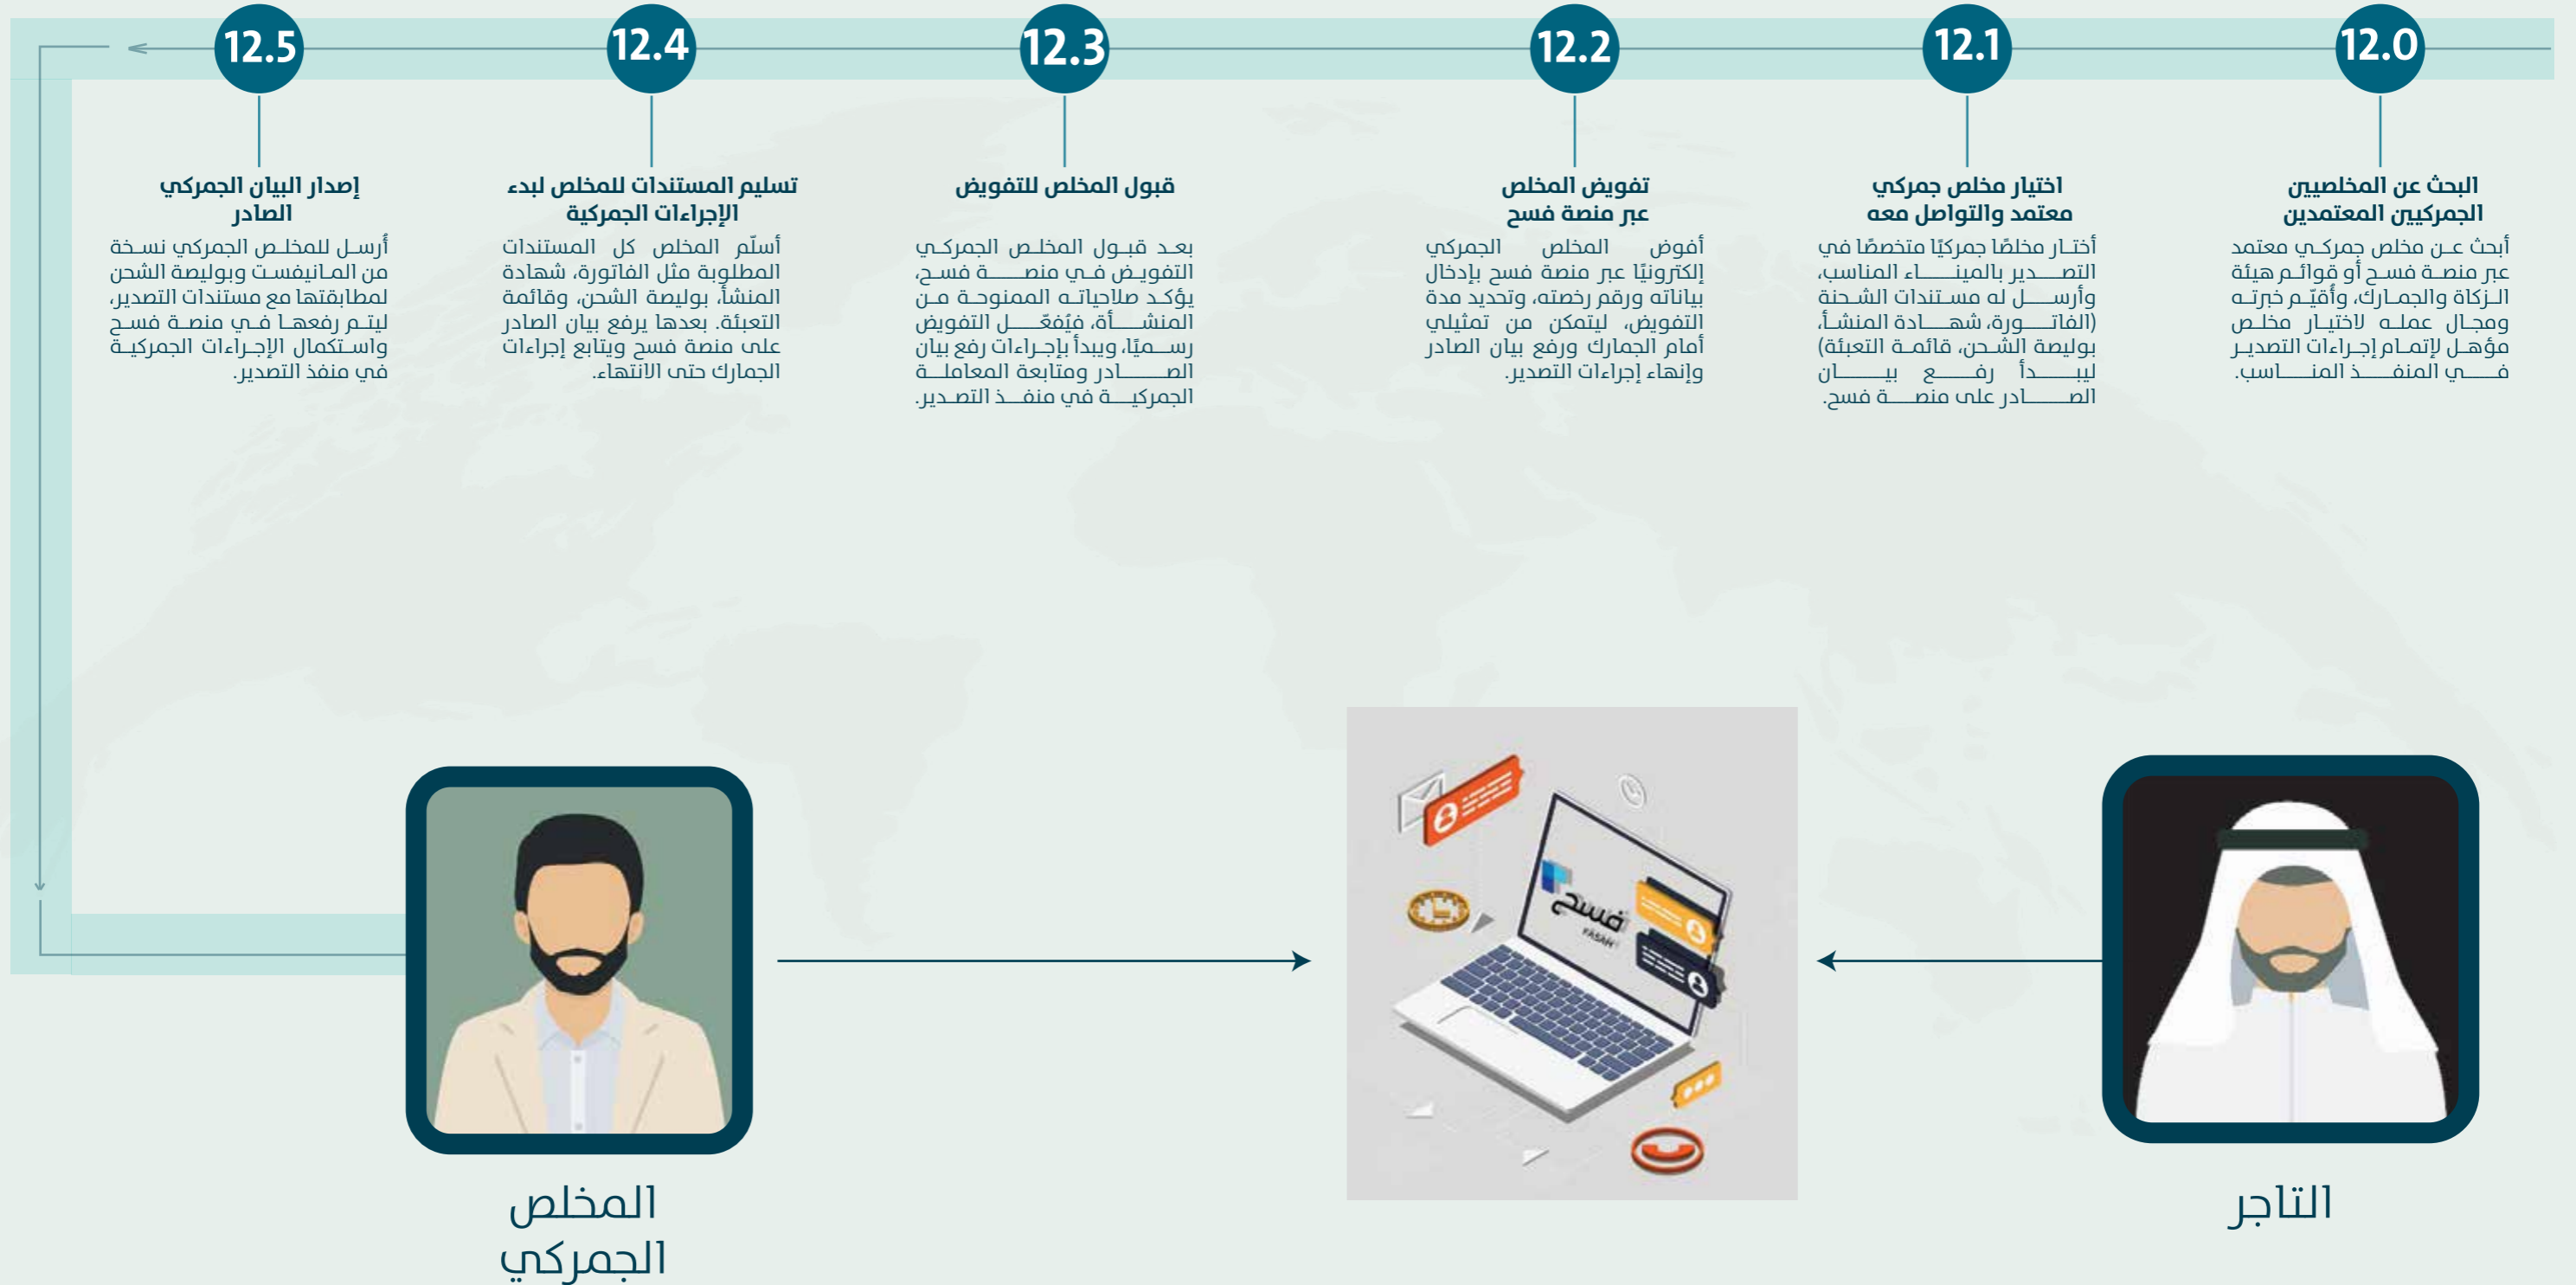 12.0
البحث عن المخلصيين
الجمركيين المعتمدين
أبحث عن مخلص جمركي معتمد
عبر منصة فسح أو قوائم هيئة
الزكاة والجمارك، وأُقيّم خبرته
ومجال عمله لاختيار مخلص
مؤهل لإتمام إجراءات التصدير
في المنفذ المناسب.
12.1
اختيار مخلص جمركي
معتمد والتواصل معه
أختار مخلصًا جمركيًا متخصصًا في
التصدير بالميناء المناسب،
وأرسل له مستندات الشحنة
(الفاتورة، شهادة المنشأ،
بوليصة الشحن، قائمة التعبئة)
ليبدأ رفع بيان
الصادر على منصة فسح.
12.2
تفويض المخلص
عبر منصة فسح
أفوض المخلص الجمركي
إلكترونيًا عبر منصة فسح بإدخال
بياناته ورقم رخصته، وتحديد مدة
التفويض، ليتمكن من تمثيلي
أمام الجمارك ورفع بيان الصادر
وإنهاء إجراءات التصدير.
12.3
قبول المخلص للتفويض
بعد قبول المخلص الجمركي
التفويض في منصة فسح،
يؤكد صلاحياته الممنوحة من
المنشأة، فيُفعّل التفويض
رسميًا، ويبدأ بإجراءات رفع بيان
الصادر ومتابعة المعاملة
الجمركية في منفذ التصدير.
12.4
تسليم المستندات للمخلص لبدء
الإجراءات الجمركية
أسلّم المخلص كل المستندات
المطلوبة مثل الفاتورة، شهادة
المنشأ، بوليصة الشحن، وقائمة
التعبئة. بعدها يرفع بيان الصادر
على منصة فسح ويتابع إجراءات
الجمارك حتى الانتهاء.
12.5
إصدار البيان الجمركي
الصادر
أُرسل للمخلص الجمركي نسخة
من المانيفست وبوليصة الشحن
لمطابقتها مع مستندات التصدير،
ليتم رفعها في منصة فسح
واستكمال الإجراءات الجمركية
في منفذ التصدير.
فسح
FASAH
التاجر
المخلص
الجمركي